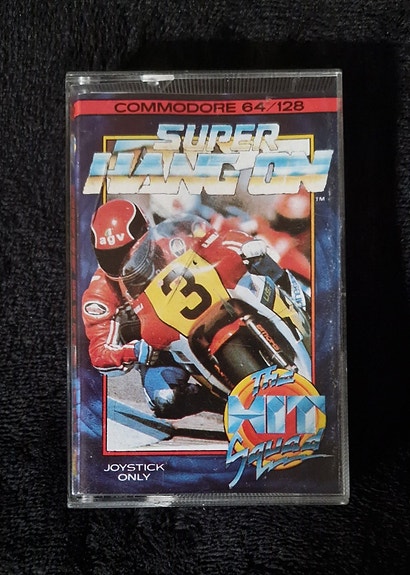 COMMODORE 64/128
SUPER
HANG ON
TM
agv
3
The
HIT
Squad
JOYSTICK
ONLY